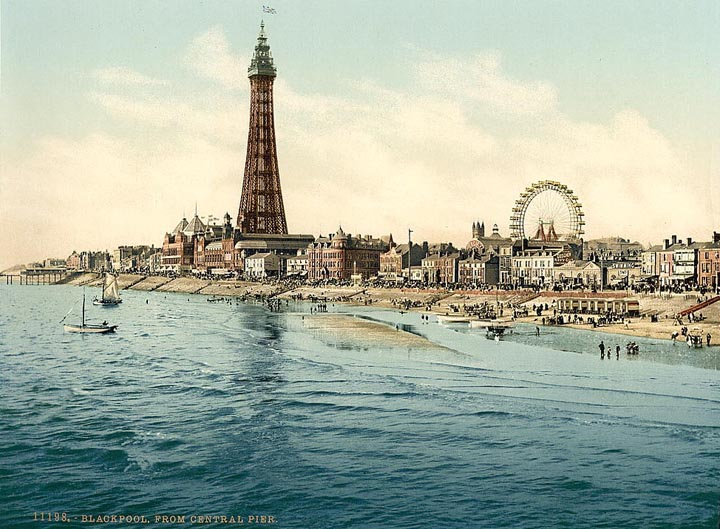 11198. - BLACKPOOL, FROM CENTRAL PIER.